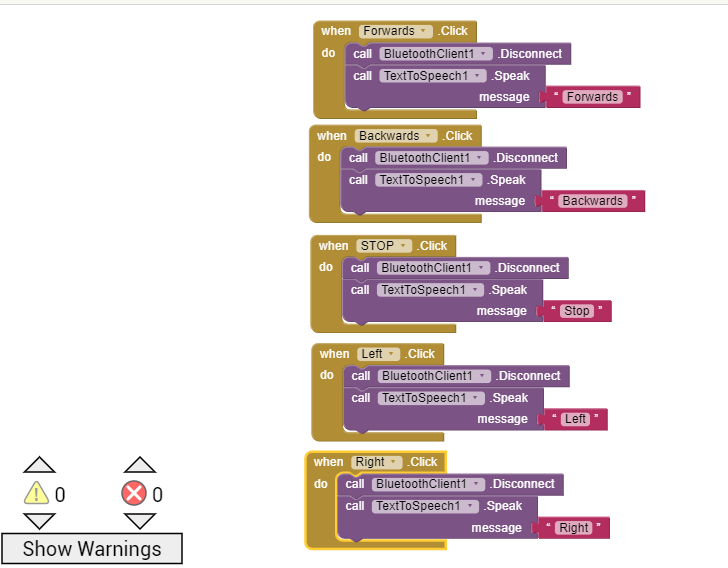 when Forwards .Click
do call BluetoothClient1 .Disconnect
call TextToSpeech1 .Speak
message " Forwards "
when Backwards .Click
do call BluetoothClient1 .Disconnect
call TextToSpeech1 .Speak
message " Backwards "
when STOP .Click
do call BluetoothClient1 .Disconnect
call TextToSpeech1 .Speak
message " Stop "
when Left .Click
do call BluetoothClient1 .Disconnect
call TextToSpeech1 .Speak
message " Left "
when Right .Click
do call BluetoothClient1 .Disconnect
call TextToSpeech1 .Speak
message " Right "
! 0 0
Show Warnings